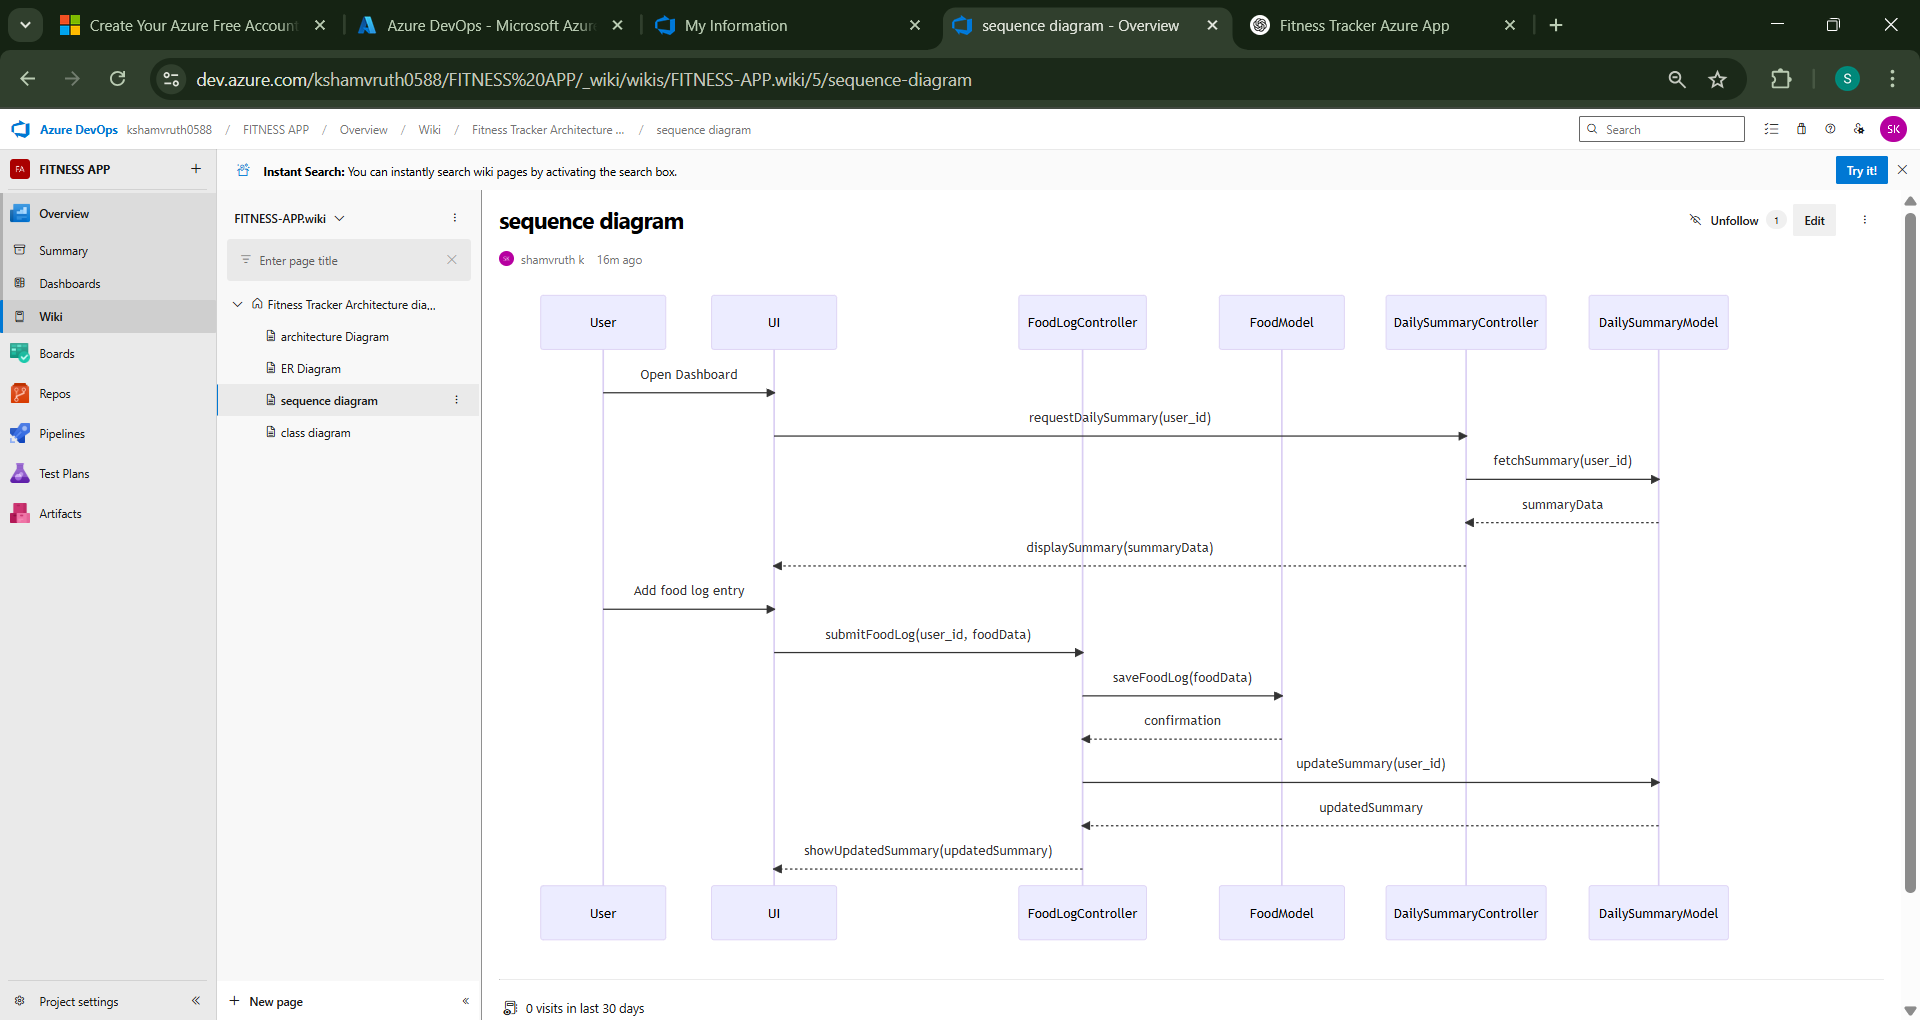 Create Your Azure Free Account
Azure DevOps - Microsoft Azur
My Information
sequence diagram - Overview
Fitness Tracker Azure App
dev.azure.com/kshamvruth0588/FITNESS%20APP/_wiki/wikis/FITNESS-APP.wiki/5/sequence-diagram
S
Azure DevOps kshamvruth0588 / FITNESS APP / Overview / Wiki / Fitness Tracker Architecture ... / sequence diagram
Search
SK
FA FITNESS APP
Instant Search: You can instantly search wiki pages by activating the search box.
Try it!
Overview
Summary
Dashboards
Wiki
Boards
Repos
Pipelines
Test Plans
Artifacts
Project settings
FITNESS-APP.wiki
Enter page title
Fitness Tracker Architecture dia...
architecture Diagram
ER Diagram
sequence diagram
class diagram
New page
sequence diagram
Unfollow 1 Edit
shamvruth k 16m ago
User UI FoodLogController FoodModel DailySummaryController DailySummaryModel
Open Dashboard
requestDailySummary(user_id)
fetchSummary(user_id)
summaryData
displaySummary(summaryData)
Add food log entry
submitFoodLog(user_id, foodData)
saveFoodLog(foodData)
confirmation
updateSummary(user_id)
updatedSummary
showUpdatedSummary(updatedSummary)
User UI FoodLogController FoodModel DailySummaryController DailySummaryModel
0 visits in last 30 days